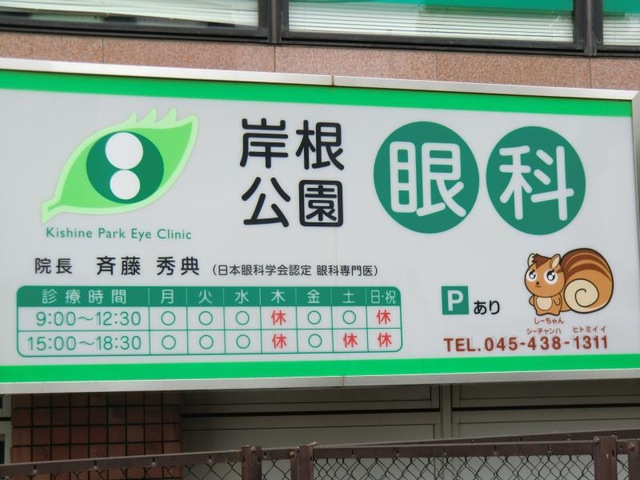 岸根
公園
眼科
Kishine Park Eye Clinic
院長 斉藤 秀典 (日本眼科学会認定 眼科専門医)
診療時間 月 火 水 木 金 土 日・祝
9:00〜12:30 ○ ○ ○ 休 ○ ○ 休
15:00〜18:30 ○ ○ ○ 休 ○ 休 休
P あり
しーちゃん
シーチャンハ ヒトミイイ
TEL.045-438-1311